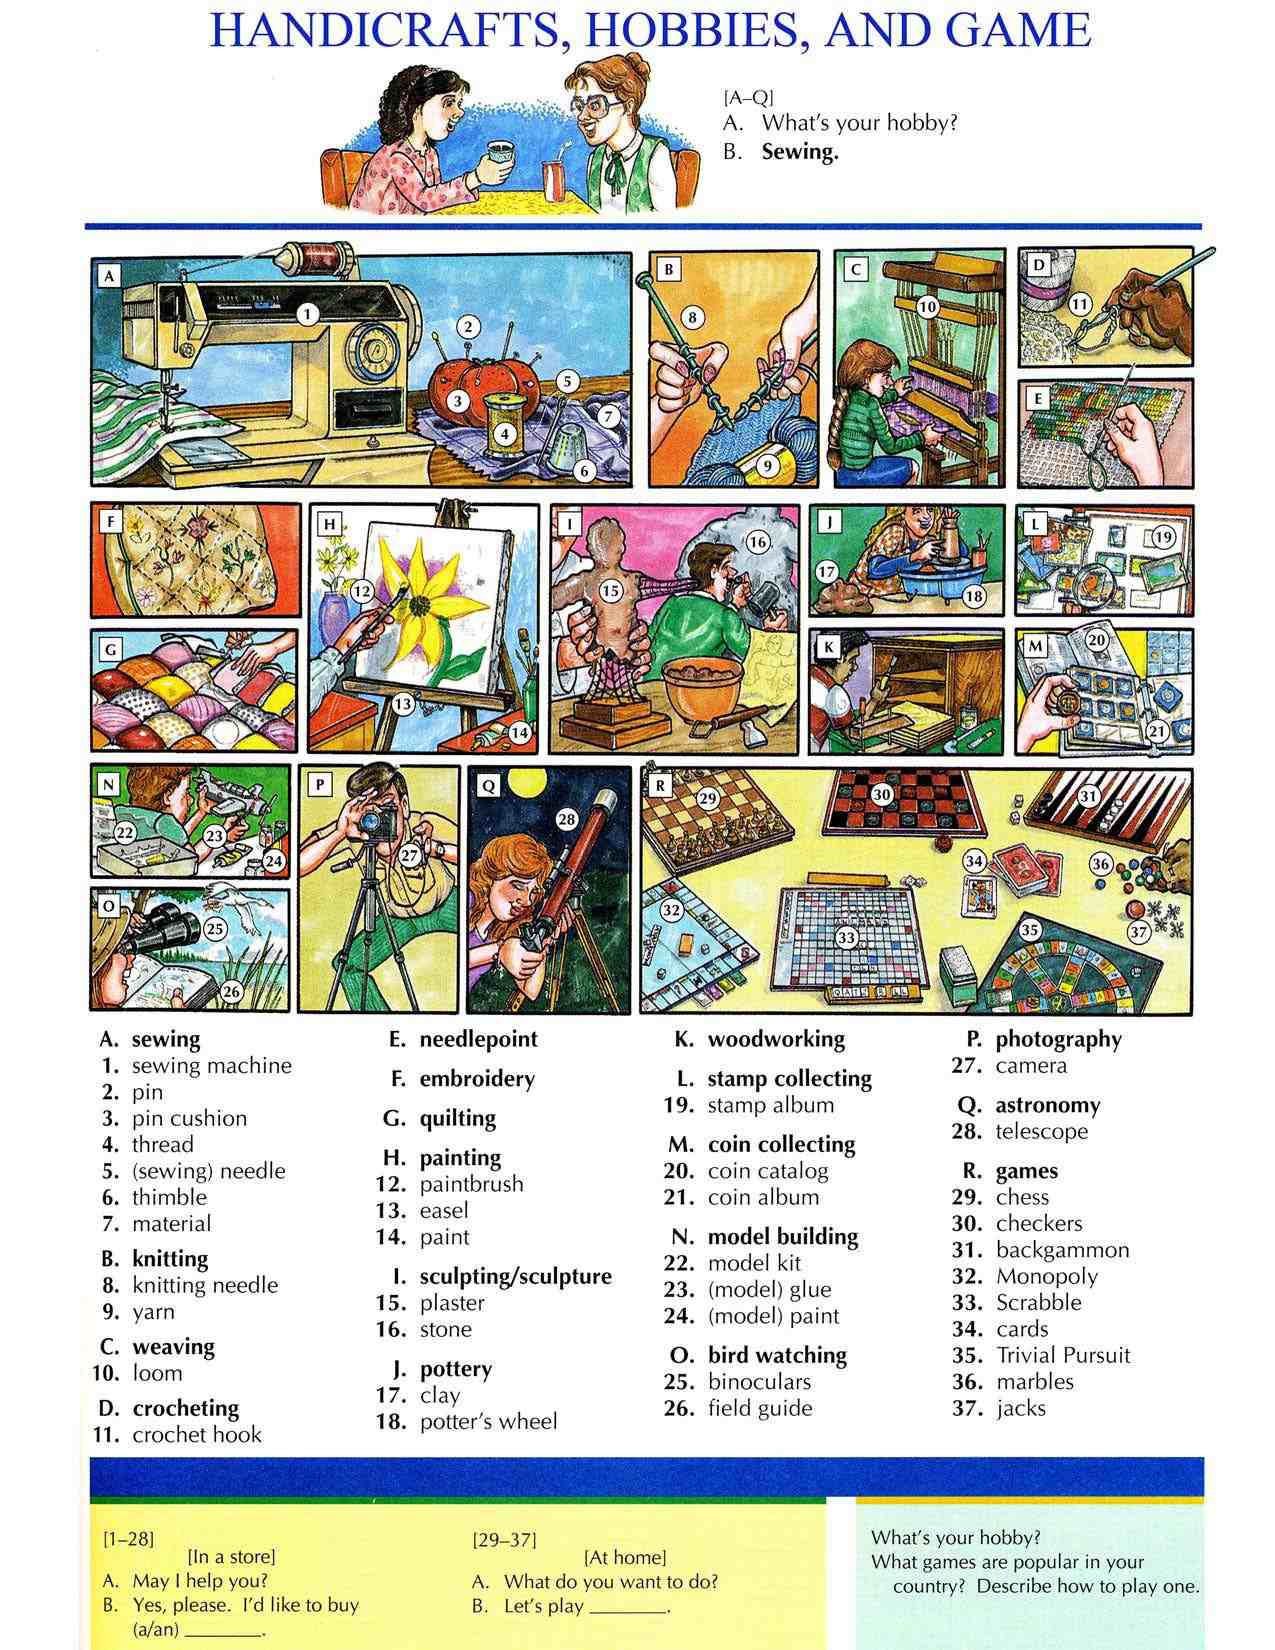 HANDICRAFTS, HOBBIES, AND GAME
[A–Q]
A. What's your hobby?
B. Sewing.
A
1
2
3
4
5
6
7
B
8
9
C
10
D
11
E
F
G
H
12
13
14
I
15
16
J
17
18
K
L
19
M
20
21
N
22
23
24
O
25
26
P
27
Q
28
R
29
30
31
32
33
34
35
36
37
A. sewing
1. sewing machine
2. pin
3. pin cushion
4. thread
5. (sewing) needle
6. thimble
7. material
B. knitting
8. knitting needle
9. yarn
C. weaving
10. loom
D. crocheting
11. crochet hook
E. needlepoint
F. embroidery
G. quilting
H. painting
12. paintbrush
13. easel
14. paint
I. sculpting/sculpture
15. plaster
16. stone
J. pottery
17. clay
18. potter's wheel
K. woodworking
L. stamp collecting
19. stamp album
M. coin collecting
20. coin catalog
21. coin album
N. model building
22. model kit
23. (model) glue
24. (model) paint
O. bird watching
25. binoculars
26. field guide
P. photography
27. camera
Q. astronomy
28. telescope
R. games
29. chess
30. checkers
31. backgammon
32. Monopoly
33. Scrabble
34. cards
35. Trivial Pursuit
36. marbles
37. jacks
[1–28]
[In a store]
A. May I help you?
B. Yes, please. I'd like to buy
(a/an) ________.
[29–37]
[At home]
A. What do you want to do?
B. Let's play ________.
What's your hobby?
What games are popular in your
country? Describe how to play one.